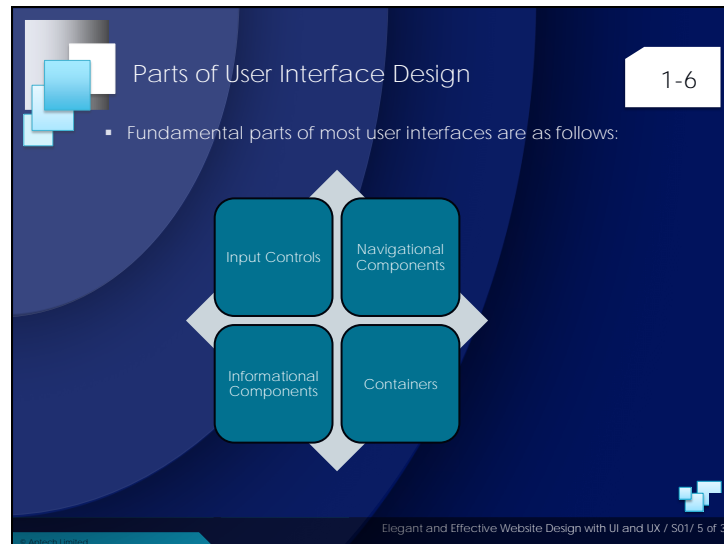 Parts of User Interface Design
1-6
▪ Fundamental parts of most user interfaces are as follows:
Input Controls
Navigational
Components
Informational
Components
Containers
Elegant and Effective Website Design with UI and UX / S01/ 5 of 3
© Aptech Limited